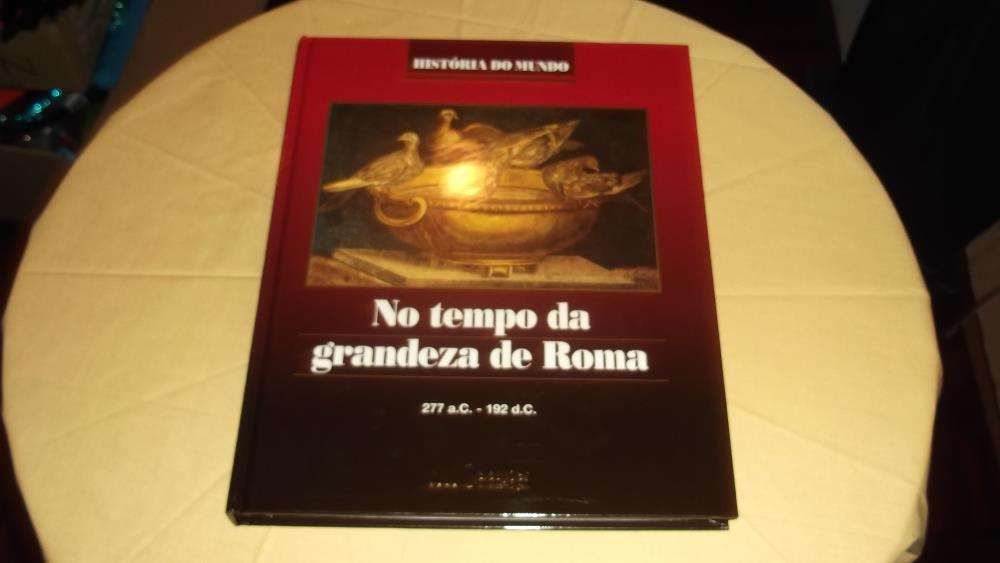 HISTÓRIA DO MUNDO
No tempo da
grandeza de Roma
277 a.C. - 192 d.C.